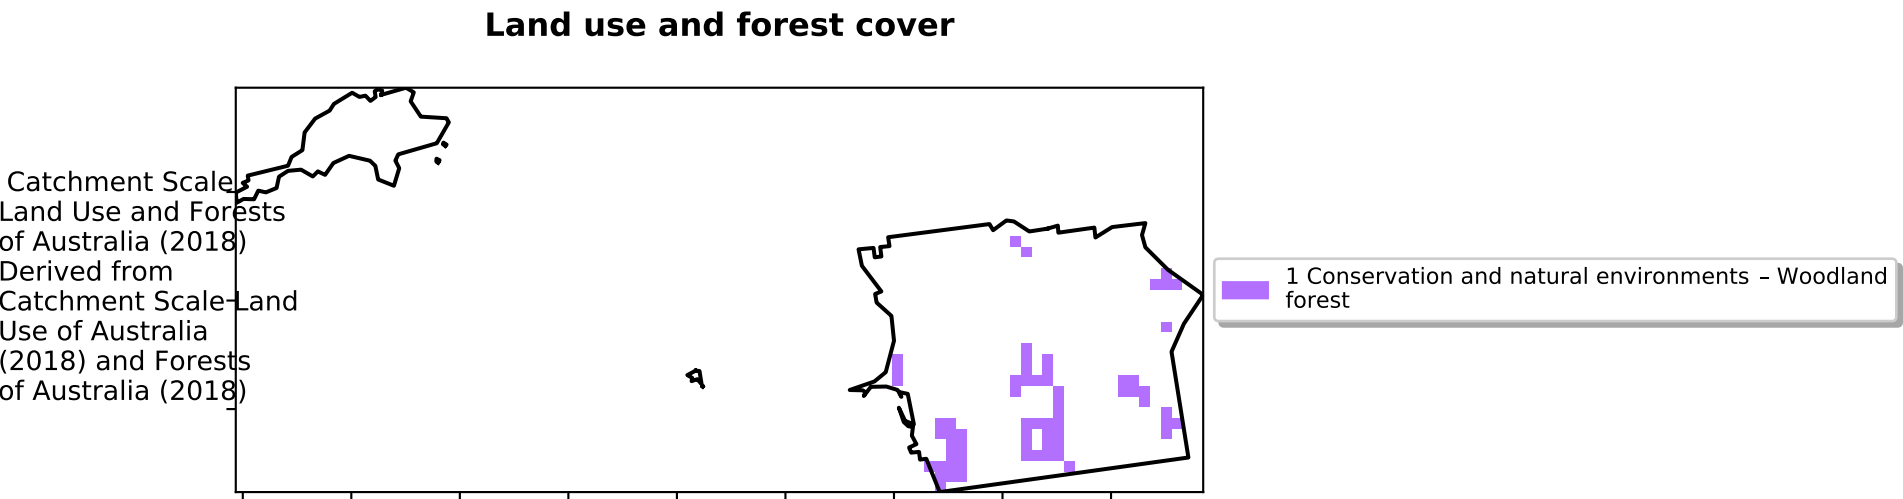 Land use and forest cover
Catchment Scale
Land Use and Forests
of Australia (2018)
Derived from
Catchment Scale Land
Use of Australia
(2018) and Forests
of Australia (2018)
1 Conservation and natural environments – Woodland
forest